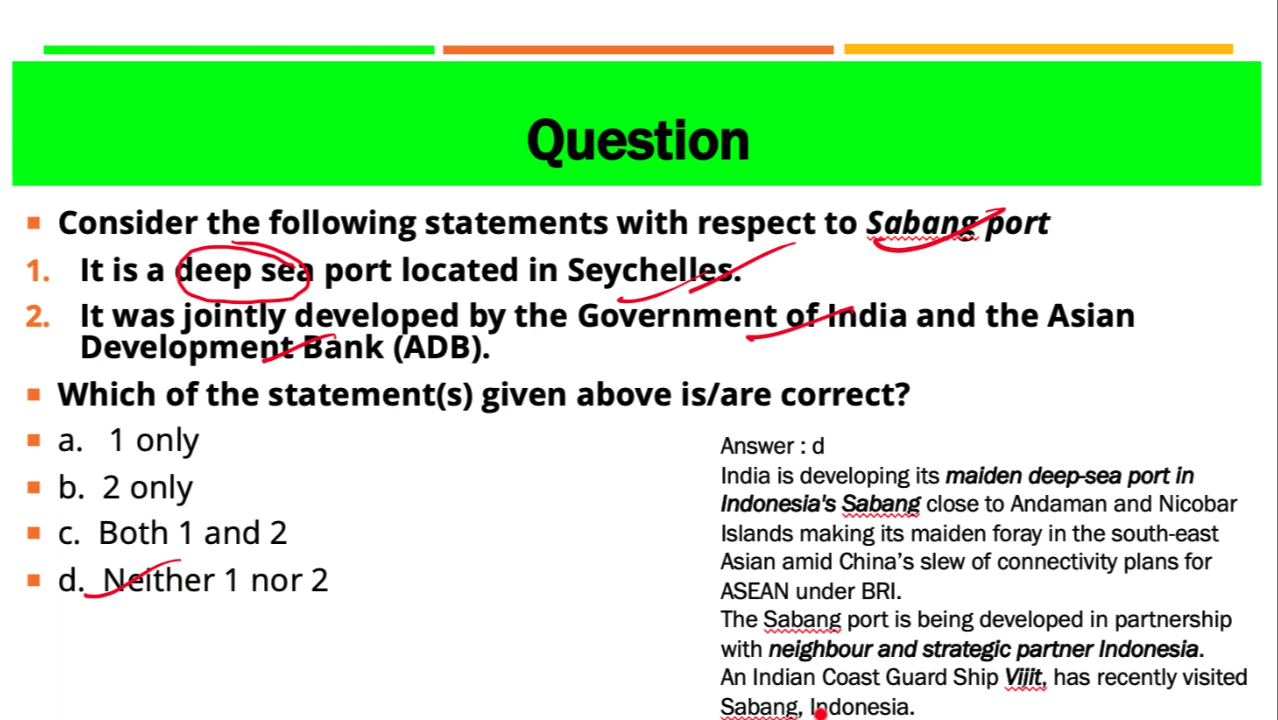 Question
Consider the following statements with respect to Sabang port
1. It is a deep sea port located in Seychelles.
2. It was jointly developed by the Government of India and the Asian
Development Bank (ADB).
Which of the statement(s) given above is/are correct?
a. 1 only
b. 2 only
c. Both 1 and 2
d. Neither 1 nor 2
Answer : d
India is developing its maiden deep-sea port in
Indonesia's Sabang close to Andaman and Nicobar
Islands making its maiden foray in the south-east
Asian amid China’s slew of connectivity plans for
ASEAN under BRI.
The Sabang port is being developed in partnership
with neighbour and strategic partner Indonesia.
An Indian Coast Guard Ship Vijit, has recently visited
Sabang, Indonesia.